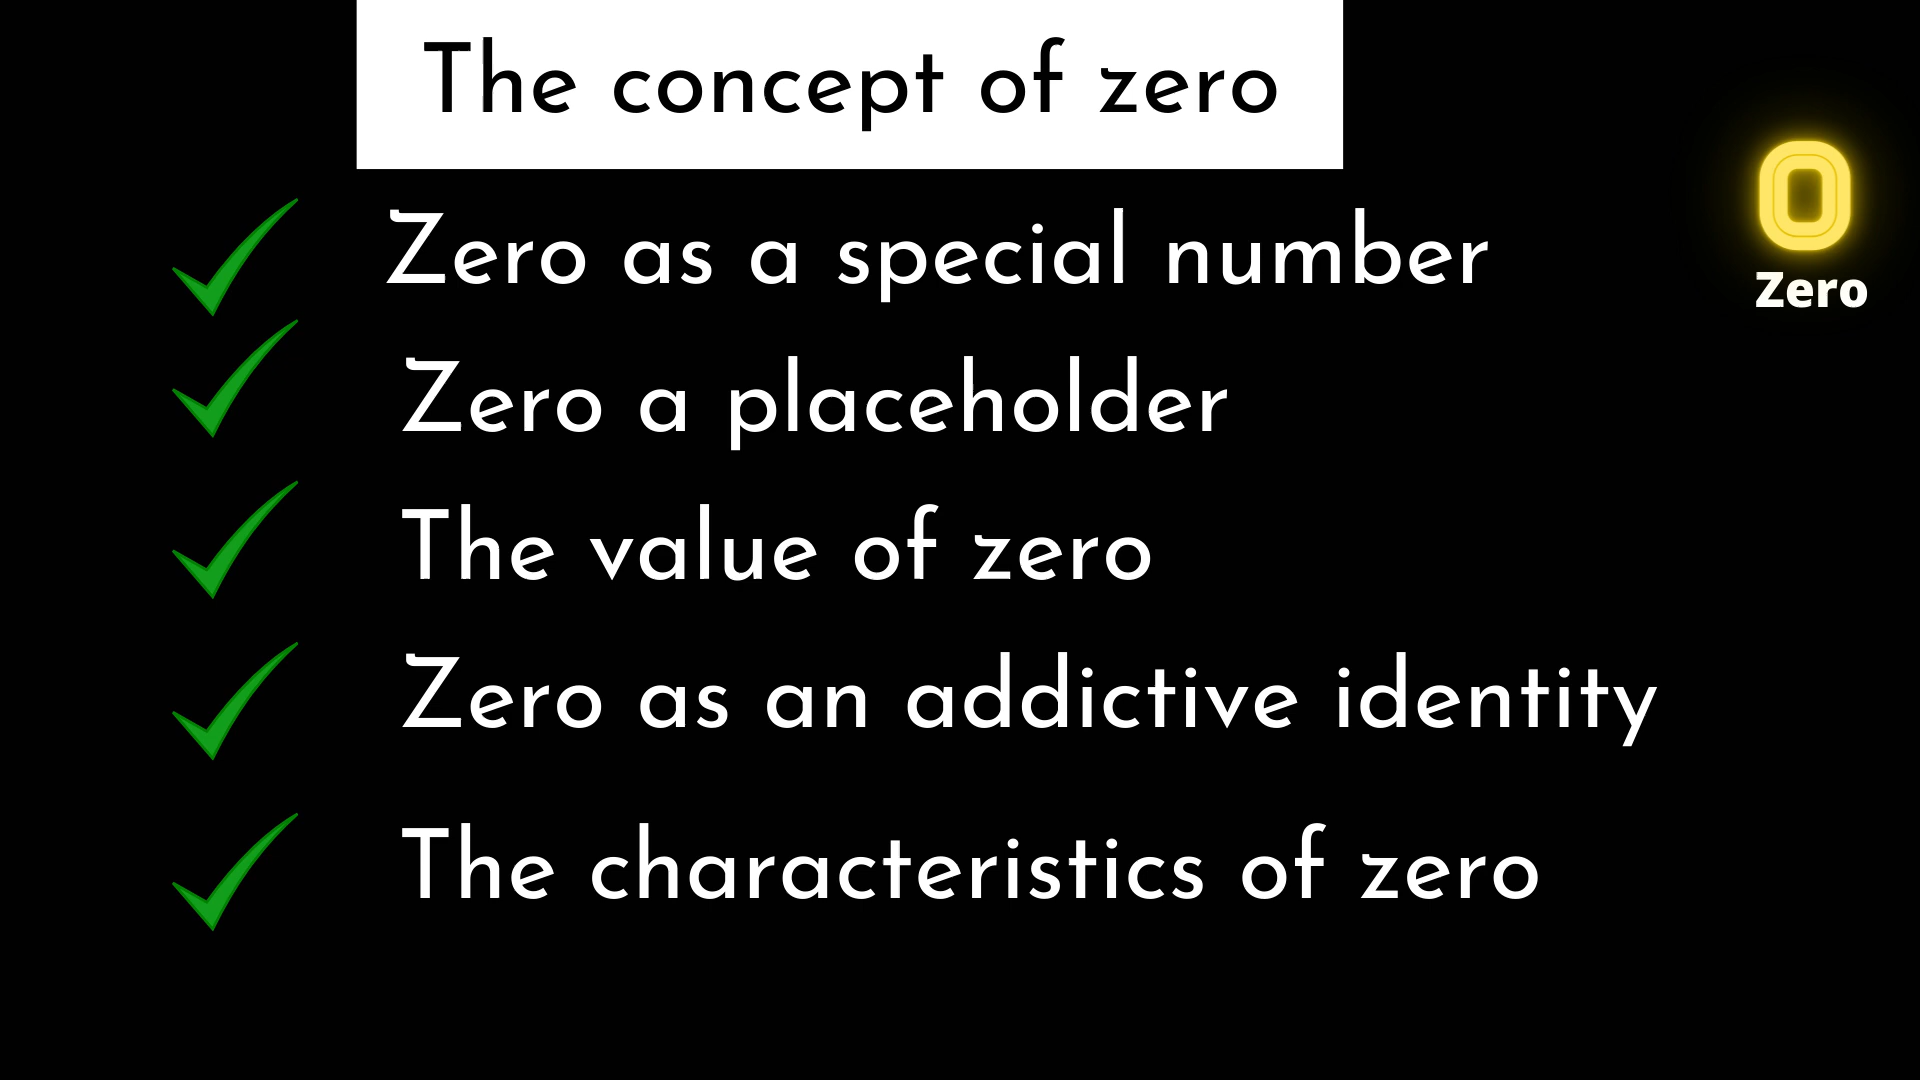 The concept of zero
Zero as a special number
0
Zero
Zero a placeholder
The value of zero
Zero as an addictive identity
The characteristics of zero